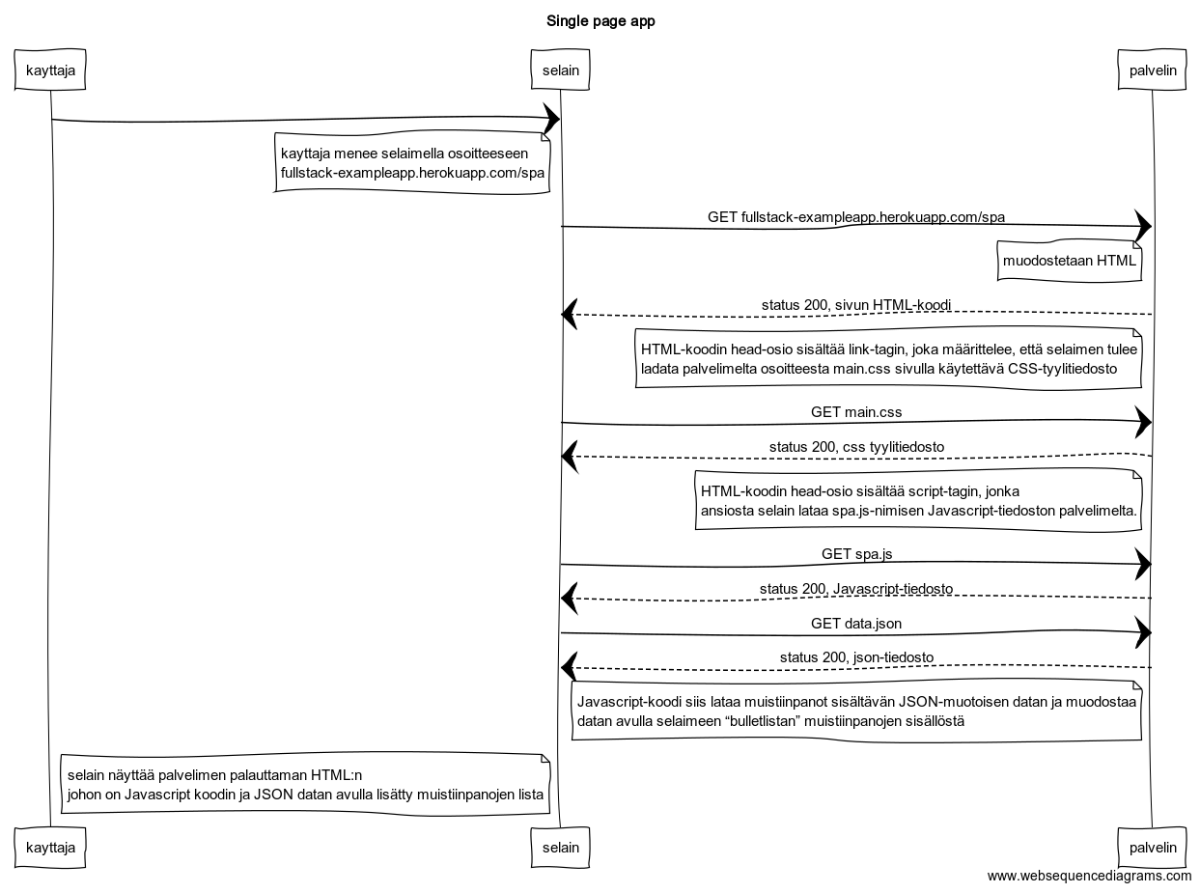 Single page app
kayttaja
selain
palvelin
kayttaja menee selaimella osoitteeseen
fullstack-exampleapp.herokuapp.com/spa
GET fullstack-exampleapp.herokuapp.com/spa
muodostetaan HTML
status 200, sivun HTML-koodi
HTML-koodin head-osio sisältää link-tagin, joka määrittelee, että selaimen tulee
ladata palvelimelta osoitteesta main.css sivulla käytettävä CSS-tyylitiedosto
GET main.css
status 200, css tyylitiedosto
HTML-koodin head-osio sisältää script-tagin, jonka
ansiosta selain lataa spa.js-nimisen Javascript-tiedoston palvelimelta.
GET spa.js
status 200, Javascript-tiedosto
GET data.json
status 200, json-tiedosto
Javascript-koodi siis lataa muistiinpanot sisältävän JSON-muotoisen datan ja muodostaa
datan avulla selaimeen “bulletlistan” muistiinpanojen sisällöstä
selain näyttää palvelimen palauttaman HTML:n
johon on Javascript koodin ja JSON datan avulla lisätty muistiinpanojen lista
kayttaja
selain
palvelin
www.websequencediagrams.com